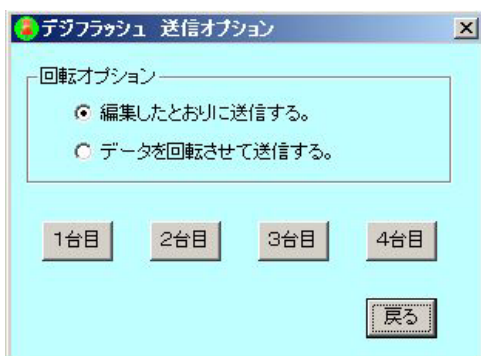 デジフラッシュ 送信オプション
回転オプション
編集したとおりに送信する。
データを回転させて送信する。
1台目 2台目 3台目 4台目
戻る